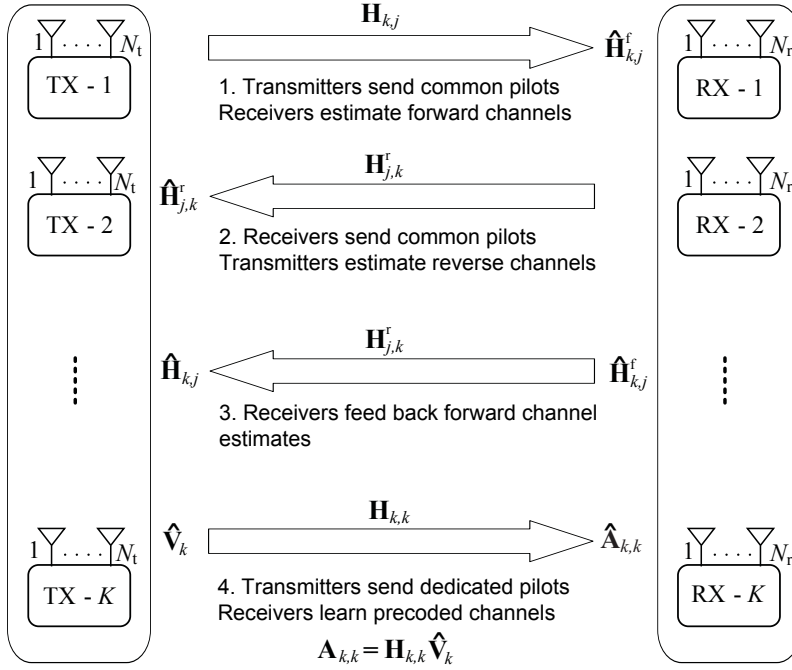 H_{k,j}
1 . . . . N_t
Ĥ^f_{k,j}
1 . . . . N_r
TX - 1
1. Transmitters send common pilots
Receivers estimate forward channels
RX - 1
1 . . . . N_t
Ĥ^r_{j,k}
H^r_{j,k}
1 . . . . N_r
TX - 2
2. Receivers send common pilots
Transmitters estimate reverse channels
RX - 2
Ĥ_{k,j}
H^r_{j,k}
Ĥ^f_{k,j}
3. Receivers feed back forward channel
estimates
1 . . . . N_t
V̂_k
H_{k,k}
Â_{k,k}
1 . . . . N_r
TX - K
4. Transmitters send dedicated pilots
Receivers learn precoded channels
RX - K
A_{k,k} = H_{k,k} V̂_k